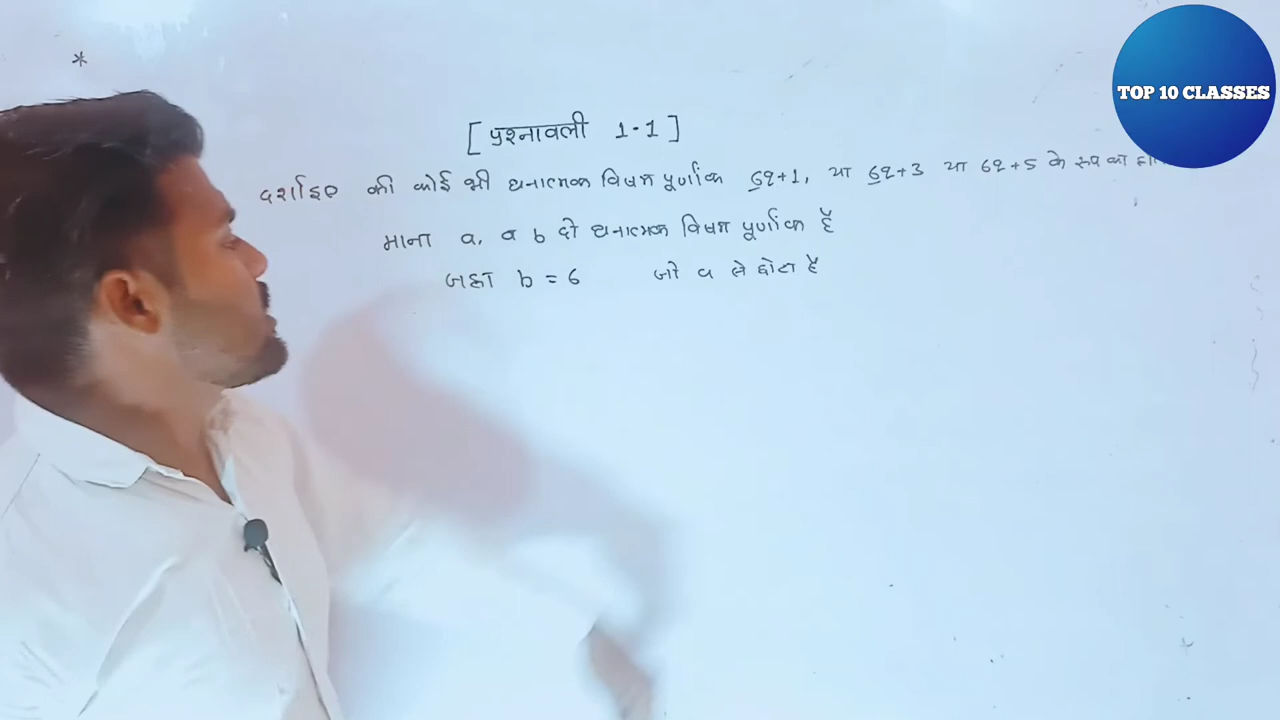 *
TOP 10 CLASSES
[ प्रश्नावली 1.1 ]
दर्शाइए की कोई भी धनात्मक विषम पूर्णांक 6q+1, या 6q+3 या 6q+5 के रूप का
माना a, व b दो धनात्मक विषम पूर्णांक है
जहा b = 6 जो a से छोटा है